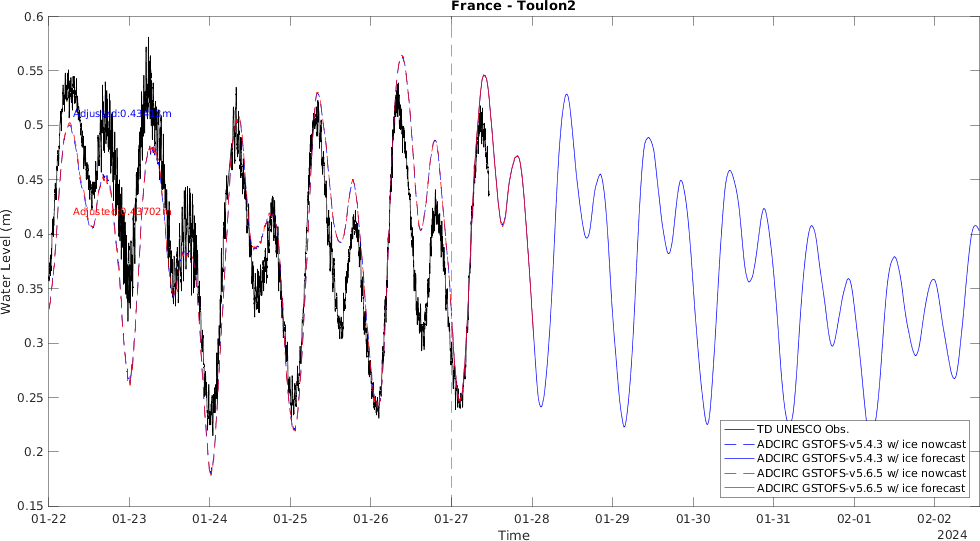 France - Toulon2
0.6
0.55
0.5
0.45
0.4
0.35
0.3
0.25
0.2
0.15
Water Level (m)
Adjusted:0.43702m
TD UNESCO Obs.
ADCIRC GSTOFS-v5.4.3 w/ ice nowcast
ADCIRC GSTOFS-v5.4.3 w/ ice forecast
ADCIRC GSTOFS-v5.6.5 w/ ice nowcast
ADCIRC GSTOFS-v5.6.5 w/ ice forecast
01-22 01-23 01-24 01-25 01-26 01-27 01-28 01-29 01-30 01-31 02-01 02-02
Time
2024